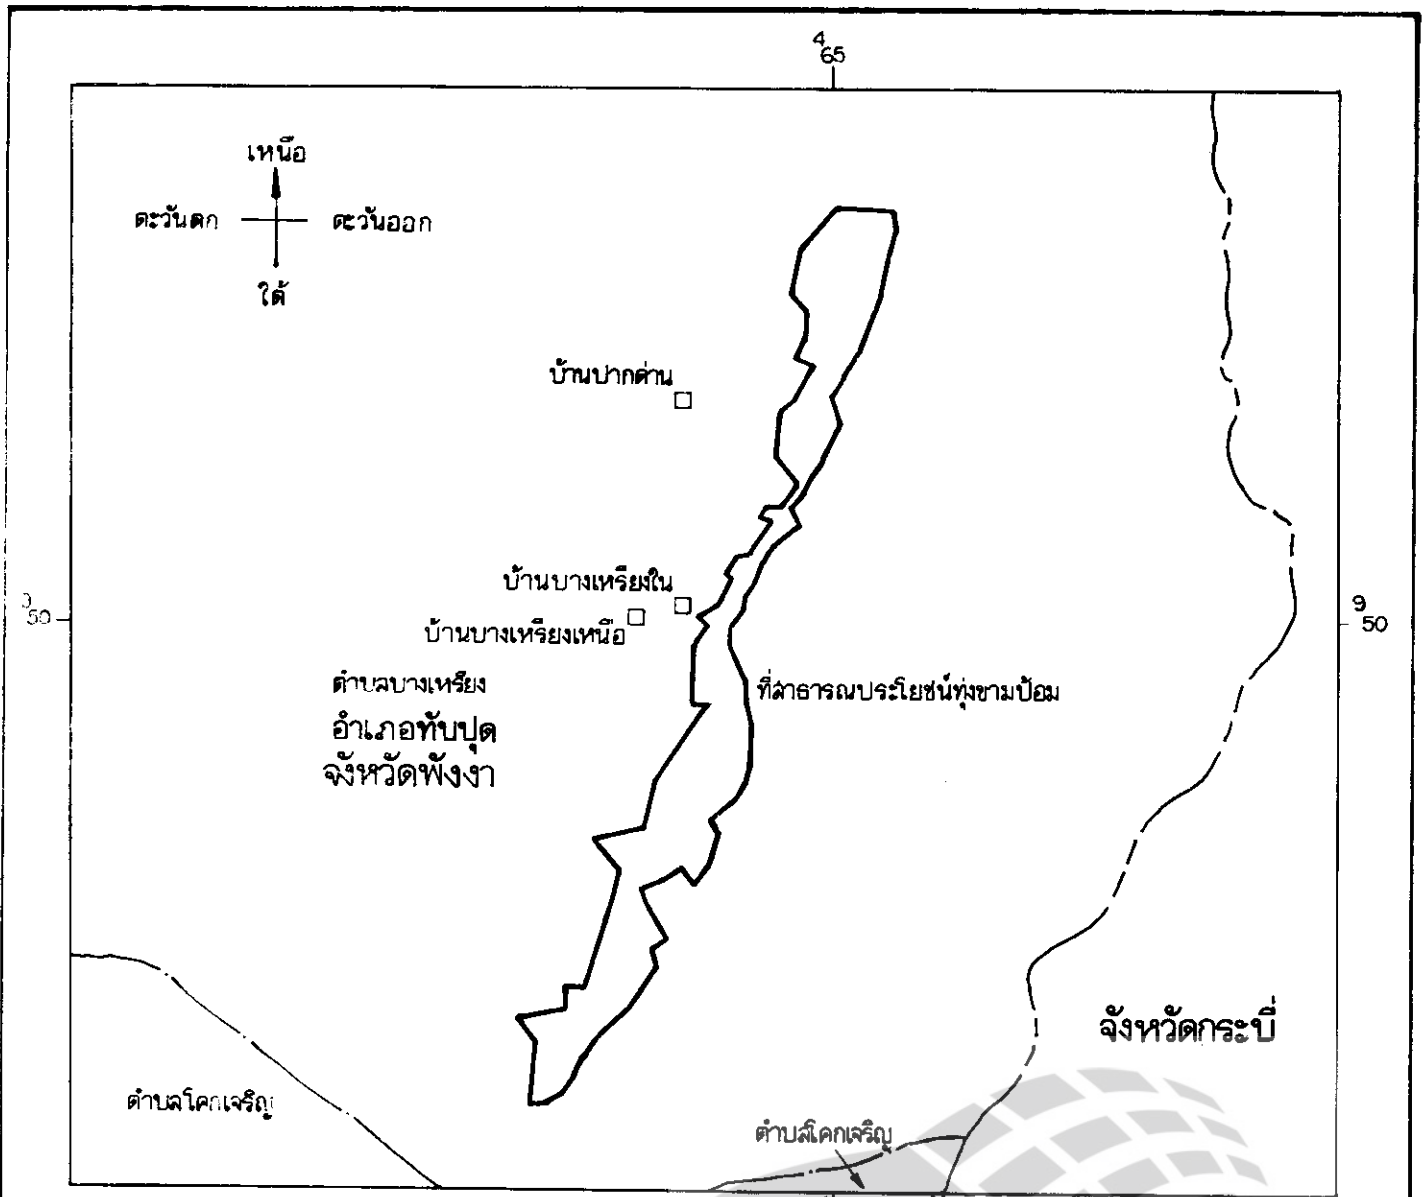 4
65
เหนือ
ตะวันตก ตะวันออก
ใต้
บ้านปากด่าน
บ้านบางเหรียงใน
บ้านบางเหรียงเหนือ
50
9
50
ตำบลบางเหรียง
อำเภอทับปุด
จังหวัดพังงา
ที่สาธารณประโยชน์ทุ่งขามป้อม
จังหวัดกระบี่
ตำบลโคกเจริญ
ตำบลโคกเจริญ